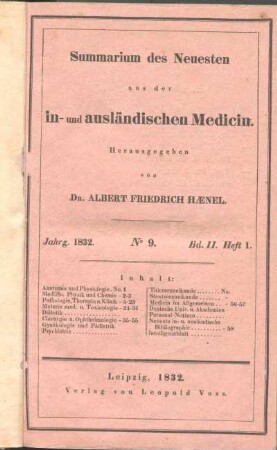 Summarium des Neuesten
aus der
in- und ausländischen Medicin.
Herausgegeben
von
DR. ALBERT FRIEDRICH HÆNEL.
Jahrg. 1832. No 9. Bd. II. Heft 1.
Inhalt:
Anatomie und Physiologie. No. 1
Medicin. Physik und Chemie - 2-3
Pathologie, Therapie u. Klinik - 4-23
Materia med. u. Toxicologie - 24-34
Diätetik
Chirurgie u. Ophthalmologie - 35-55
Gynäkologie und Pädiatrik
Psychiatrie
Thierarzneikunde No.
Staatsarzneikunde
Medicin im Allgemeinen - 56-57
Deutsche Univ. u. Akademien
Personal-Notizen
Neueste in- u. ausländische
Bibliographie - 58
Intelligenzblatt
Leipzig, 1832.
Verlag von Leopold Voss.